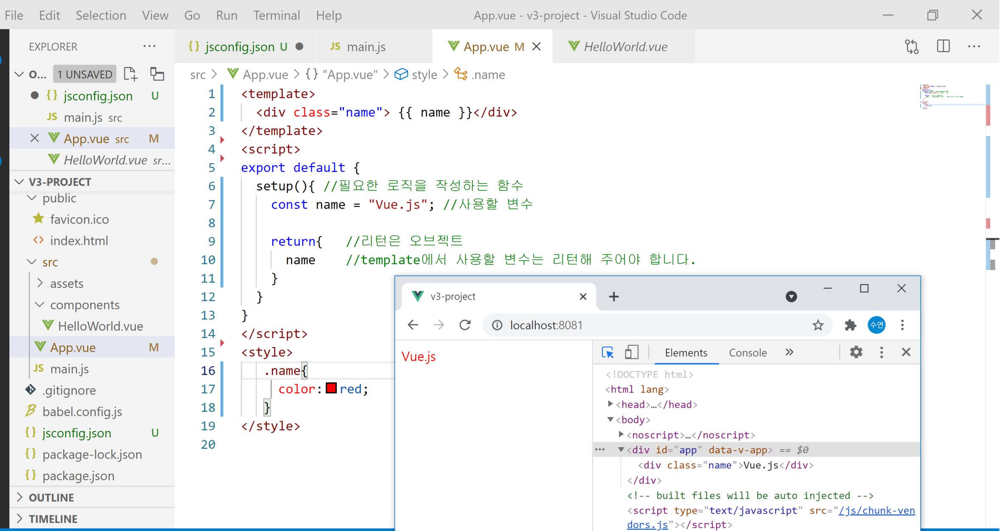 File Edit Selection View Go Run Terminal Help App.vue - v3-project - Visual Studio Code
EXPLORER
O... 1 UNSAVED
{} jsconfig.json U
JS main.js src
App.vue src M
HelloWorld.vue sr...
V3-PROJECT
public
favicon.ico
<> index.html
src
assets
components
HelloWorld.vue
App.vue M
JS main.js
.gitignore
babel.config.js
{} jsconfig.json U
{} package-lock.json
{} package.json
OUTLINE
TIMELINE
{} jsconfig.json U JS main.js App.vue M HelloWorld.vue
src > App.vue > {} "App.vue" > style > .name
1 <template>
2 <div class="name"> {{ name }}</div>
3 </template>
4 <script>
5 export default {
6 setup(){ //필요한 로직을 작성하는 함수
7 const name = "Vue.js"; //사용할 변수
8
9 return{ //리턴은 오브젝트
10 name //template에서 사용할 변수는 리턴해 주어야 합니다.
11 }
12 }
13 }
14 </script>
15 <style>
16 .name{
17 color: red;
18 }
19 </style>
20
v3-project
localhost:8081 수연
Vue.js
Elements Console »
<!DOCTYPE html>
<html lang>
<head>…</head>
<body>
<noscript>…</noscript>
<div id="app" data-v-app> == $0
<div class="name">Vue.js</div>
</div>
<!-- built files will be auto injected -->
<script type="text/javascript" src="/js/chunk-ven
dors.js"></script>